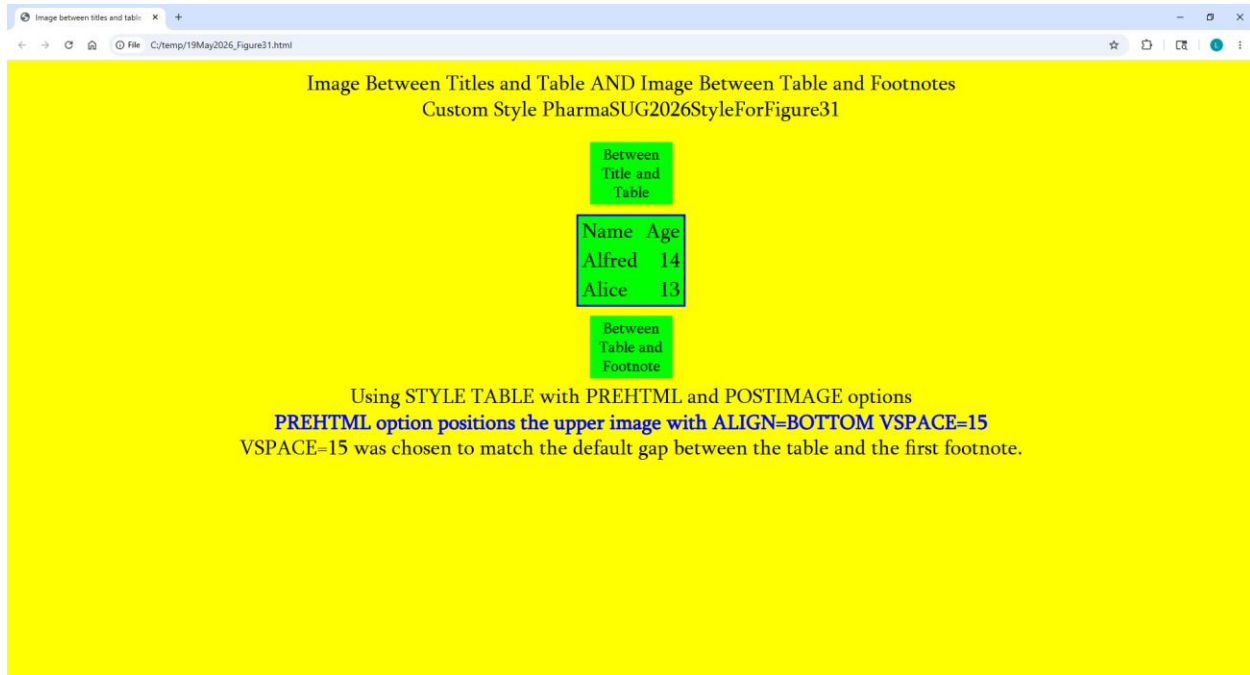 Image between titles and table
File C:/temp/19May2026_Figure31.html
L
Image Between Titles and Table AND Image Between Table and Footnotes
Custom Style PharmaSUG2026StyleForFigure31
Between
Title and
Table
Name Age
Alfred 14
Alice 13
Between
Table and
Footnote
Using STYLE TABLE with PREHTML and POSTIMAGE options
PREHTML option positions the upper image with ALIGN=BOTTOM VSPACE=15
VSPACE=15 was chosen to match the default gap between the table and the first footnote.